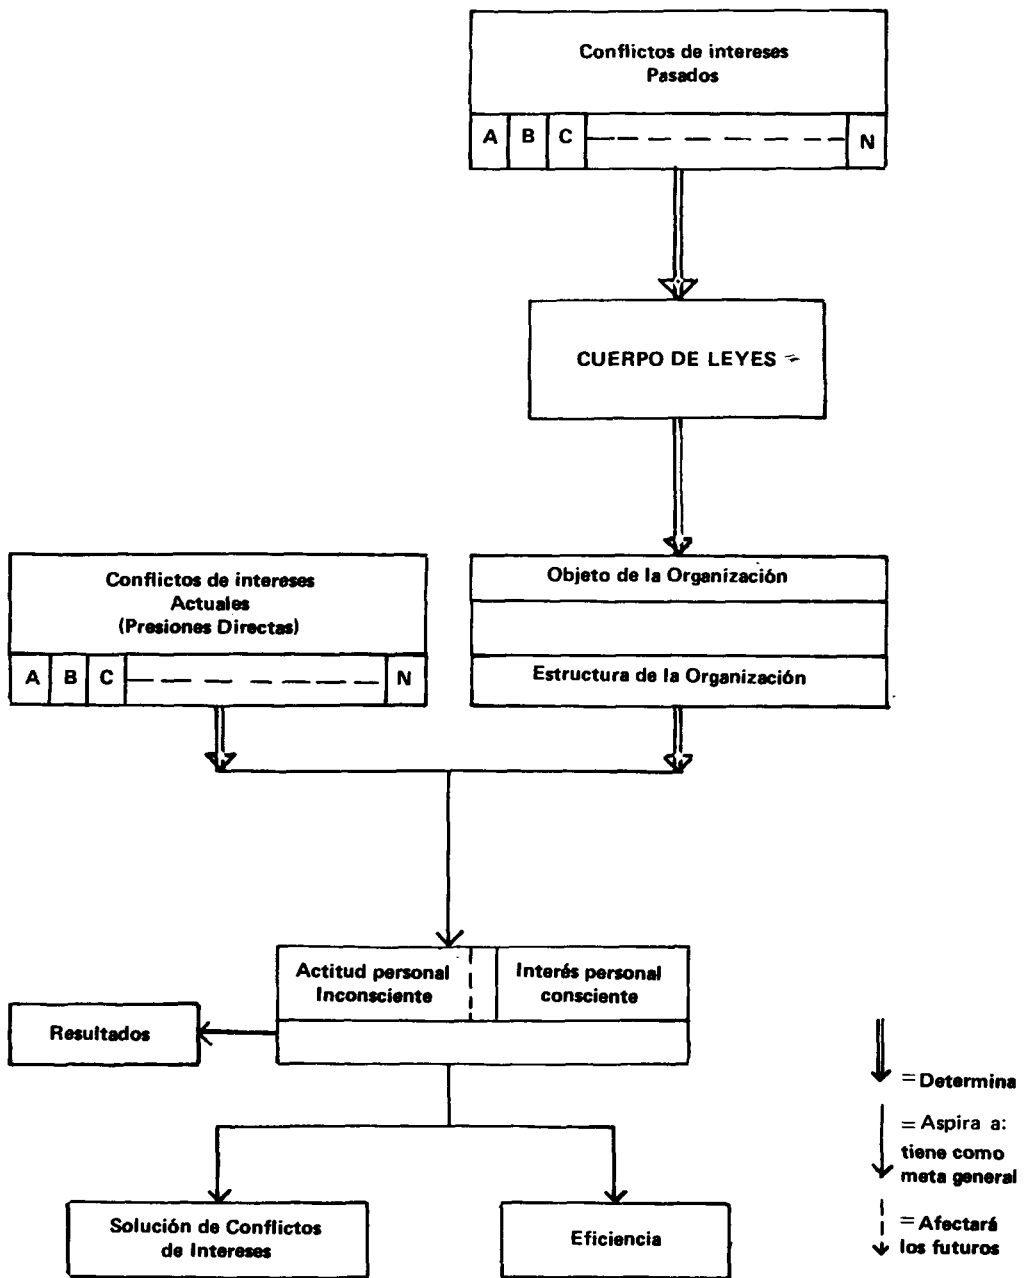 Conflictos de intereses
Pasados
A B C N
CUERPO DE LEYES
Objeto de la Organización
Conflictos de intereses
Actuales
(Presiones Directas)
A B C N
Estructura de la Organización
Actitud personal
Inconsciente
Interés personal
consciente
Resultados
= Determina
= Aspira a:
tiene como
meta general
= Afectará
los futuros
Solución de Conflictos
de Intereses
Eficiencia